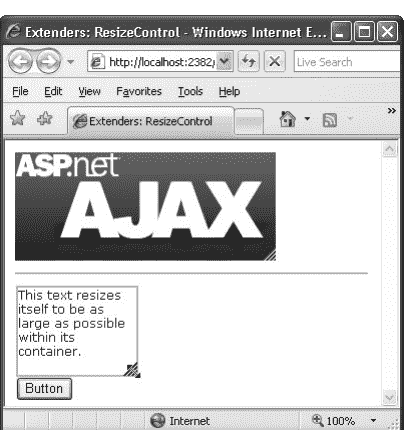 Extenders: ResizeControl - Windows Internet E...
http://localhost:2382/
Live Search
File Edit View Favorites Tools Help
Extenders: ResizeControl
ASP.net
AJAX
This text resizes
itself to be as
large as possible
within its
container.
Button
Internet
100%